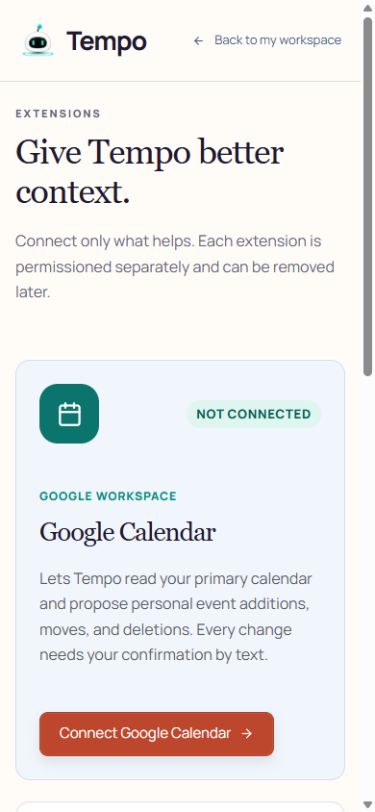 Tempo
← Back to my workspace
EXTENSIONS
Give Tempo better
context.
Connect only what helps. Each extension is
permissioned separately and can be removed
later.
NOT CONNECTED
GOOGLE WORKSPACE
Google Calendar
Lets Tempo read your primary calendar
and propose personal event additions,
moves, and deletions. Every change
needs your confirmation by text.
Connect Google Calendar →